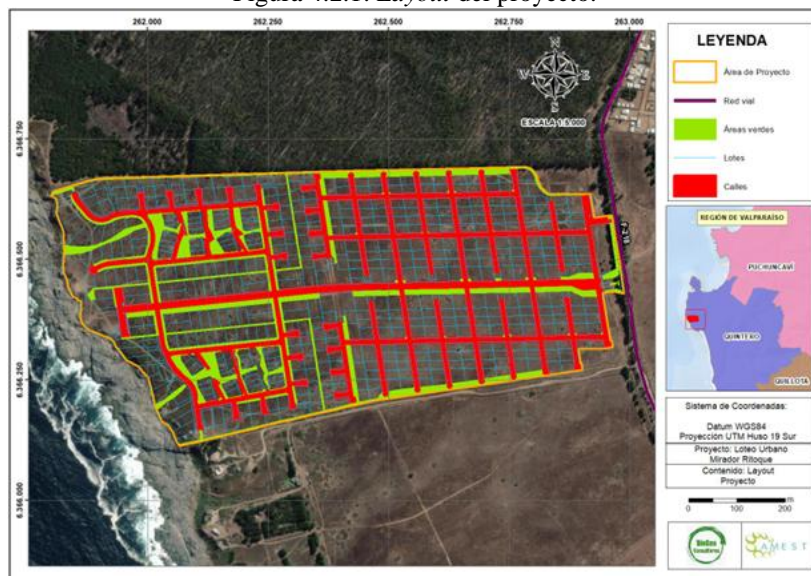 Figura 4.2.1. Layout del proyecto.
262.000 262.250 262.500 262.750 263.000
6.366.750
6.366.500
6.366.250
6.366.000
N
E
S
W
ESCALA 1:5.000
F-218
LEYENDA
Área de Proyecto
Red vial
Áreas verdes
Lotes
Calles
REGIÓN DE VALPARAÍSO
PUCHUNCAVÍ
QUINTERO
QUILLOTA
Sistema de Coordenadas:
Datum WGS84
Proyección UTM Huso 19 Sur
Proyecto: Loteo Urbano
Mirador Ritoque
Contenido: Layout
Proyecto
m
0 100 200
Consultores
AMEST